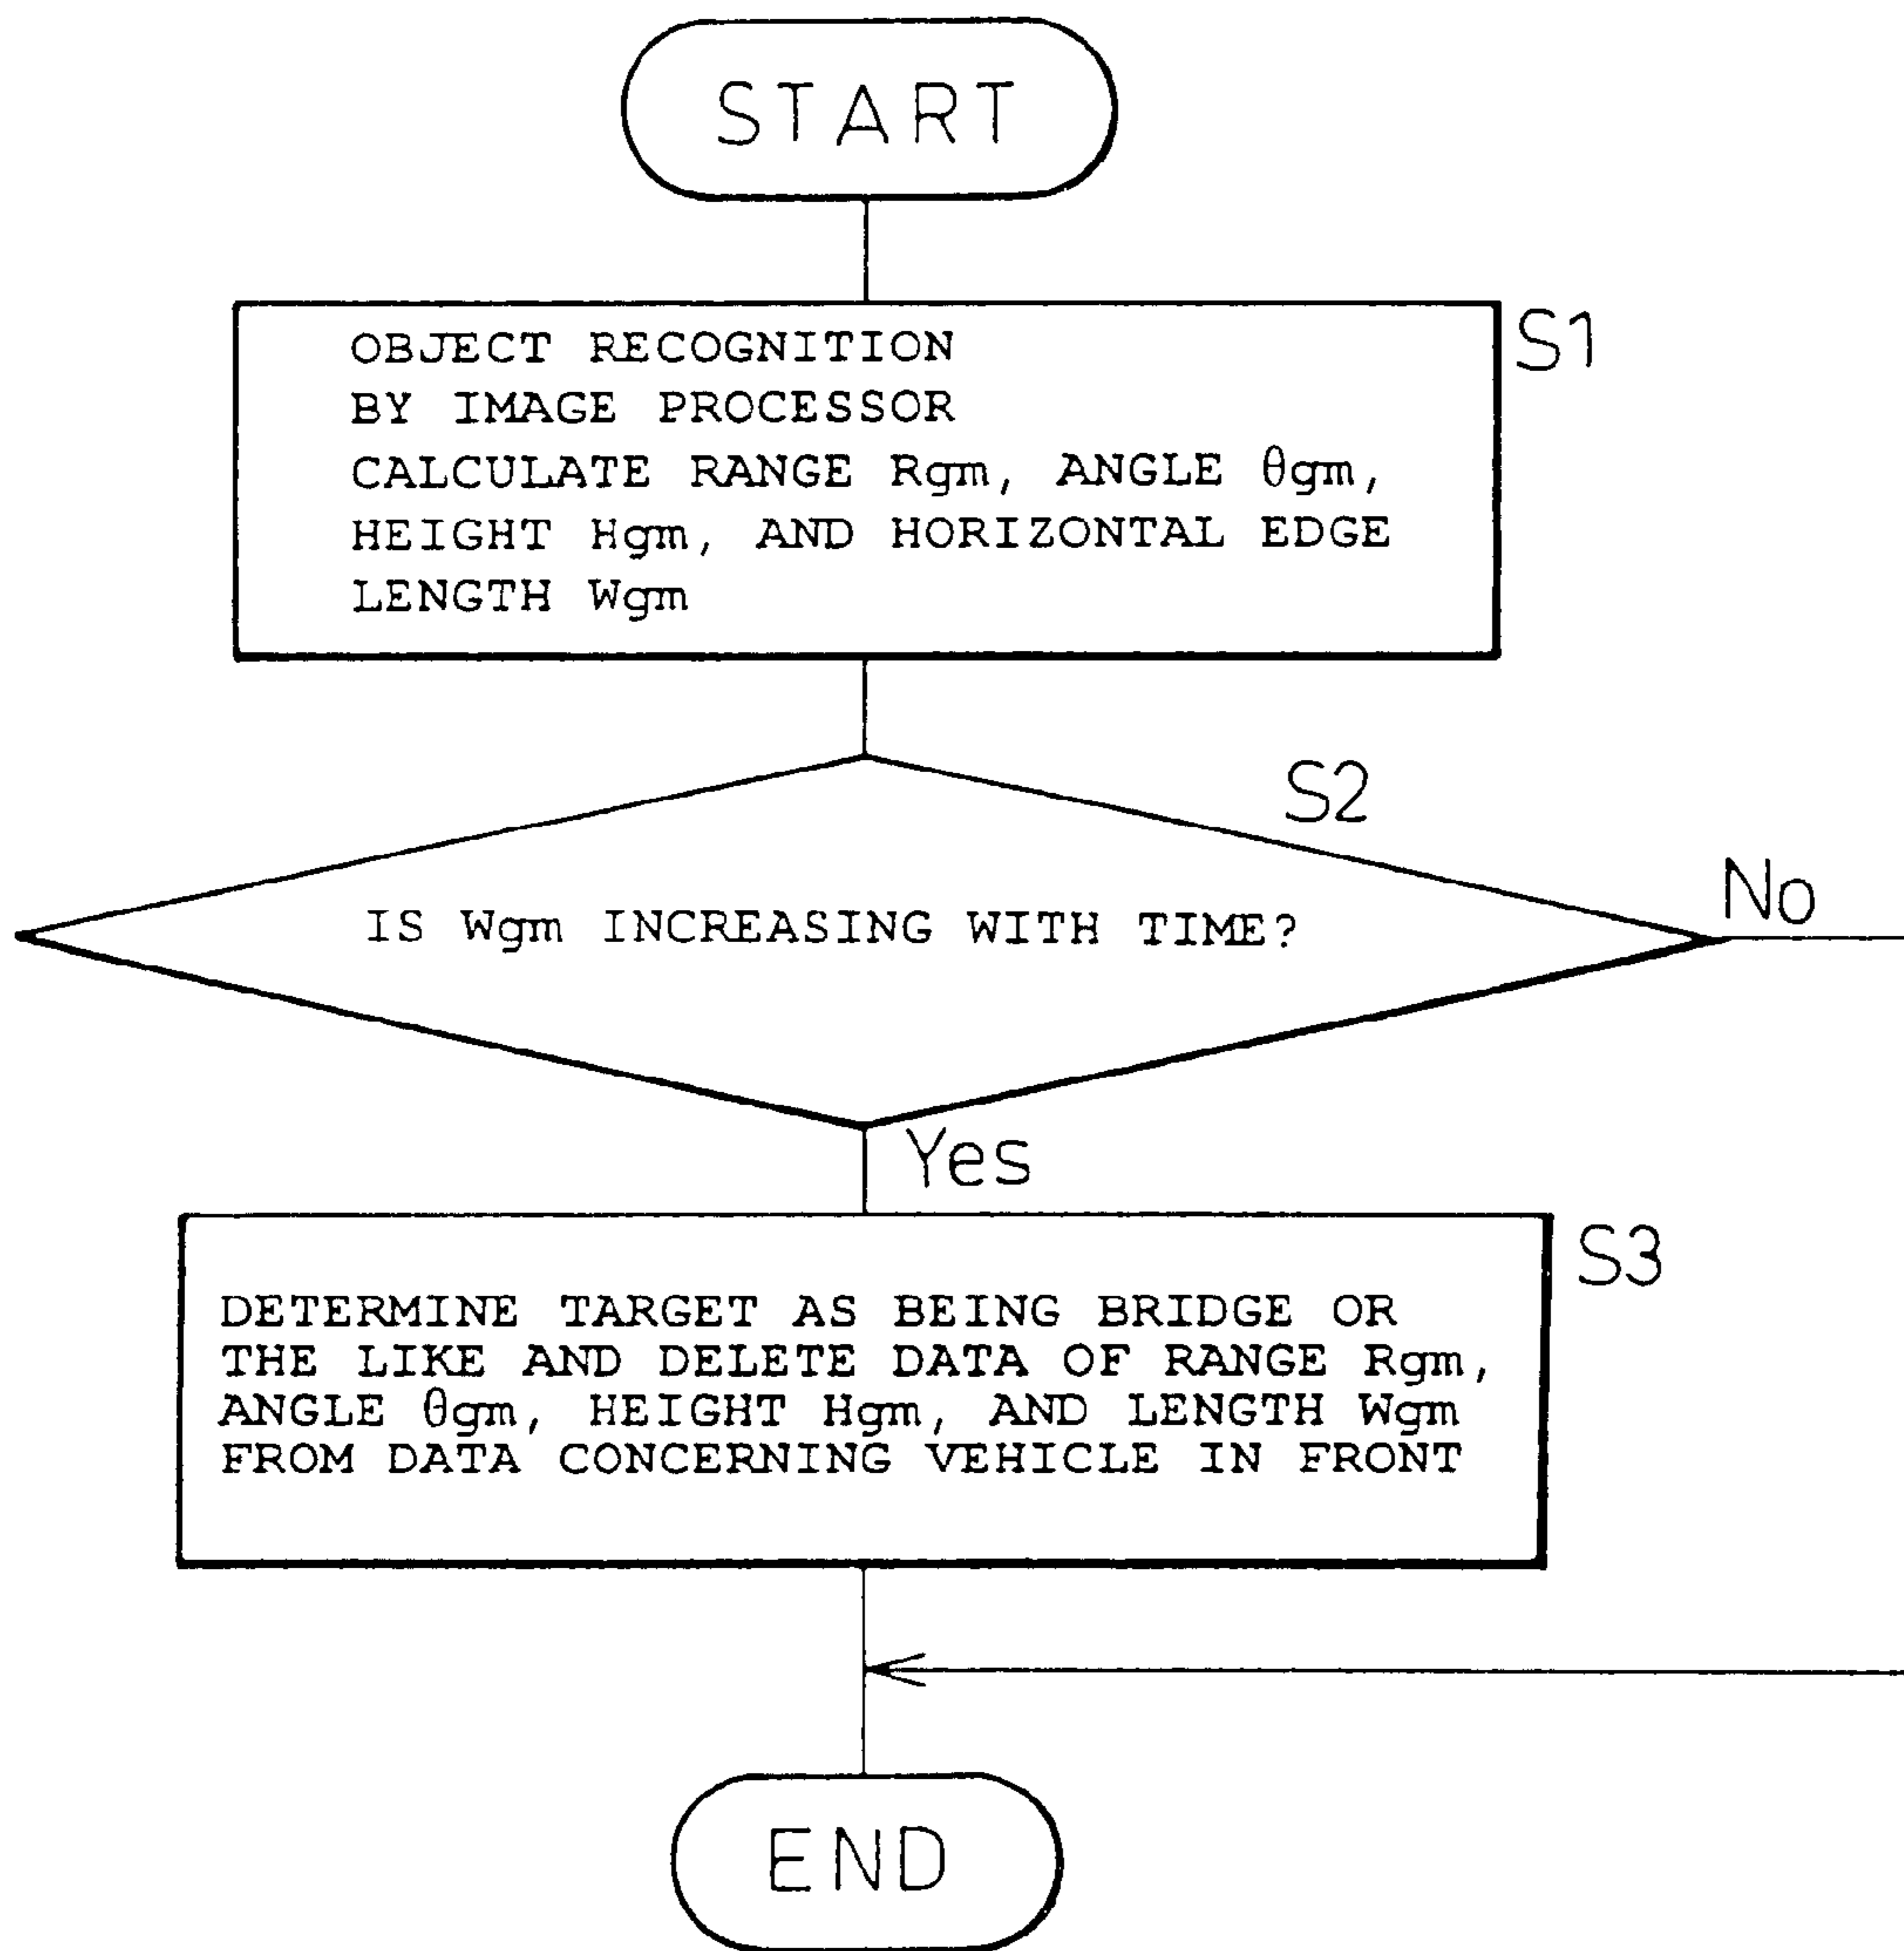 START
S1
OBJECT RECOGNITION
BY IMAGE PROCESSOR
CALCULATE RANGE Rgm, ANGLE θgm,
HEIGHT Hgm, AND HORIZONTAL EDGE
LENGTH Wgm
S2
IS Wgm INCREASING WITH TIME?
No
Yes
S3
DETERMINE TARGET AS BEING BRIDGE OR
THE LIKE AND DELETE DATA OF RANGE Rgm,
ANGLE θgm, HEIGHT Hgm, AND LENGTH Wgm
FROM DATA CONCERNING VEHICLE IN FRONT
END